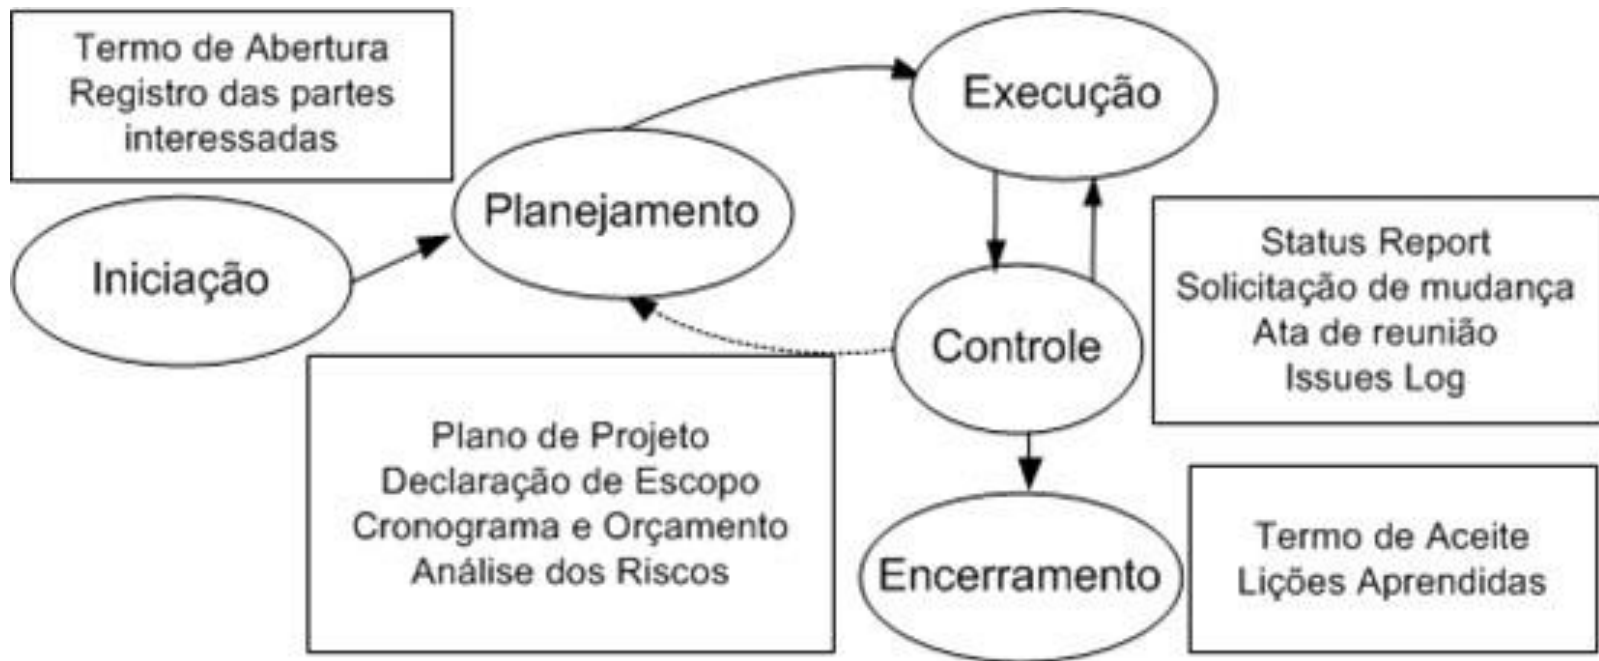 Termo de Abertura
Registro das partes
interessadas
Iniciação
Planejamento
Execução
Controle
Status Report
Solicitação de mudança
Ata de reunião
Issues Log
Plano de Projeto
Declaração de Escopo
Cronograma e Orçamento
Análise dos Riscos
Encerramento
Termo de Aceite
Lições Aprendidas